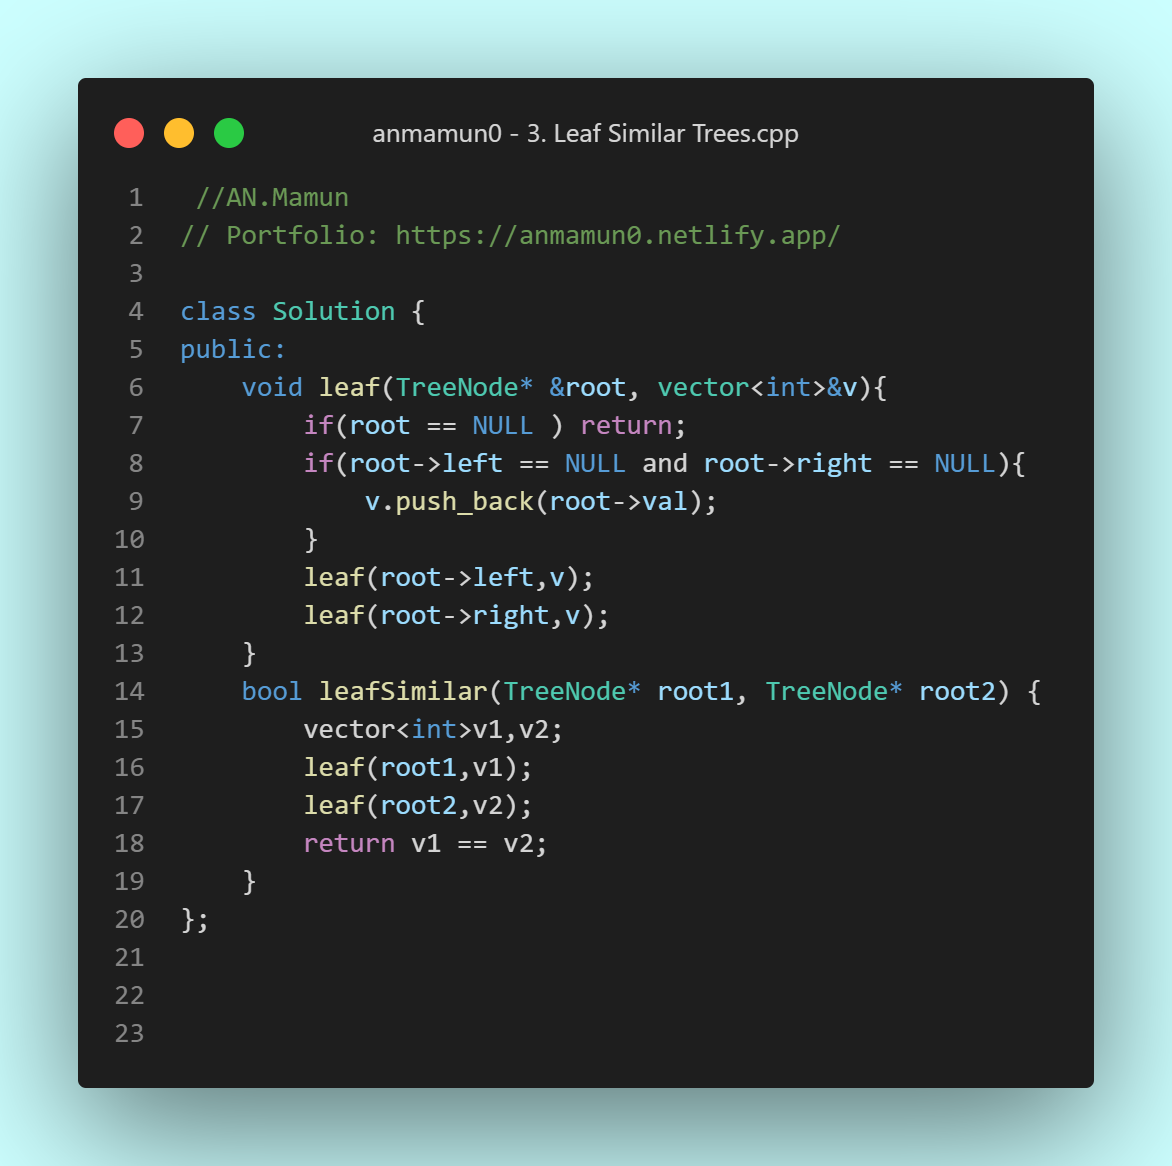 anmamun0 - 3. Leaf Similar Trees.cpp
1 //AN.Mamun
2 // Portfolio: https://anmamun0.netlify.app/
3
4 class Solution {
5 public:
6     void leaf(TreeNode* &root, vector<int>&v){
7         if(root == NULL ) return;
8         if(root->left == NULL and root->right == NULL){
9             v.push_back(root->val);
10         }
11         leaf(root->left,v);
12         leaf(root->right,v);
13     }
14     bool leafSimilar(TreeNode* root1, TreeNode* root2) {
15         vector<int>v1,v2;
16         leaf(root1,v1);
17         leaf(root2,v2);
18         return v1 == v2;
19     }
20 };
21
22
23